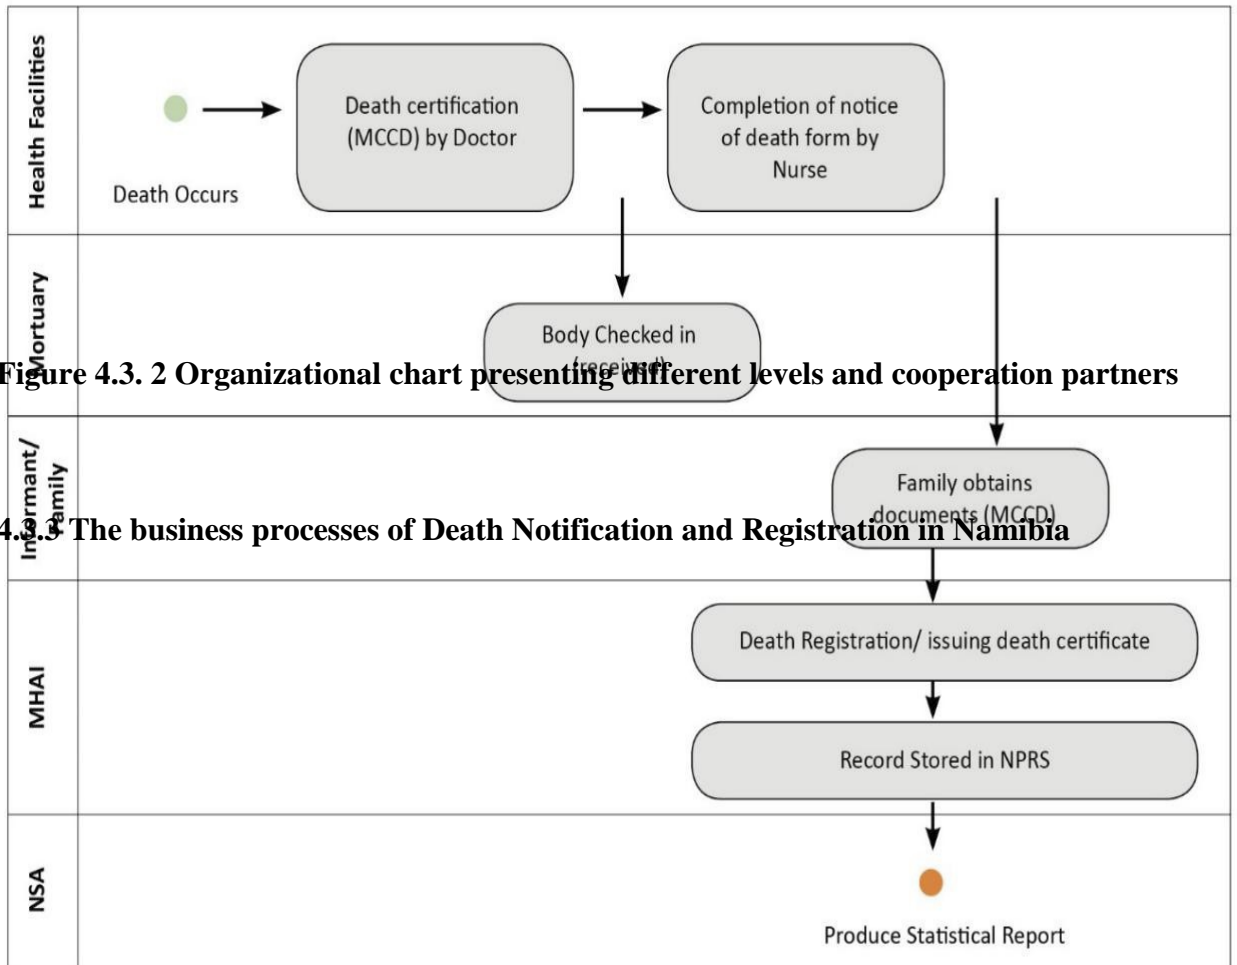 Health Facilities
Death Occurs
Death certification
(MCCD) by Doctor
Completion of notice
of death form by
Nurse
Mortuary
Body Checked in
(received)
Figure 4.3. 2 Organizational chart presenting different levels and cooperation partners
Informant/
Family
Family obtains
documents (MCCD)
4.3.3 The business processes of Death Notification and Registration in Namibia
MHAI
Death Registration/ issuing death certificate
Record Stored in NPRS
NSA
Produce Statistical Report